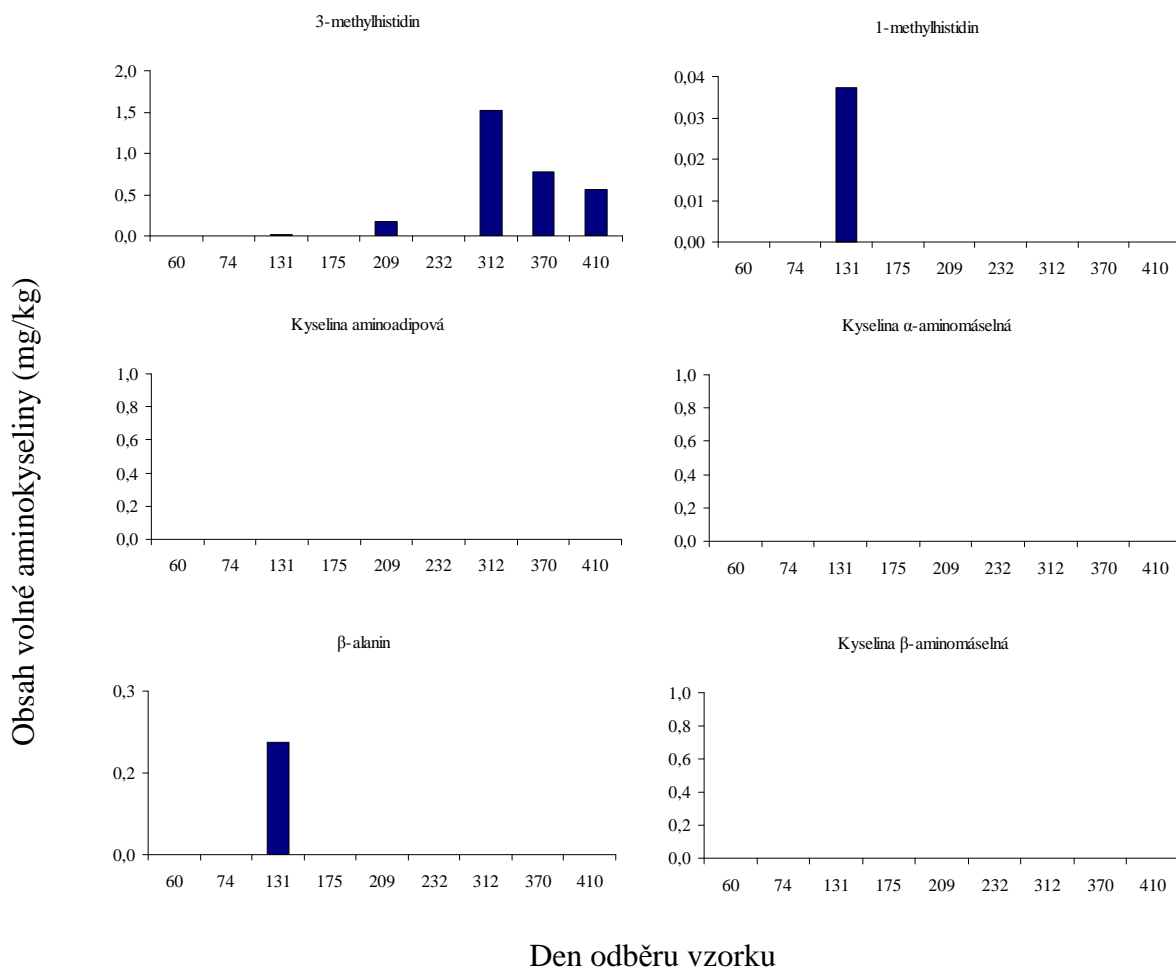 3-methylhistidin
2,0
1,5
1,0
0,5
0,0
60 74 131 175 209 232 312 370 410
1-methylhistidin
0,04
0,03
0,02
0,01
0,00
60 74 131 175 209 232 312 370 410
Kyselina aminoadipová
1,0
0,8
0,6
0,4
0,2
0,0
60 74 131 175 209 232 312 370 410
Kyselina α-aminomáselná
1,0
0,8
0,6
0,4
0,2
0,0
60 74 131 175 209 232 312 370 410
β-alanin
0,3
0,2
0,0
60 74 131 175 209 232 312 370 410
Kyselina β-aminomáselná
1,0
0,8
0,6
0,4
0,2
0,0
60 74 131 175 209 232 312 370 410
Obsah volné aminokyseliny (mg/kg)
Den odběru vzorku